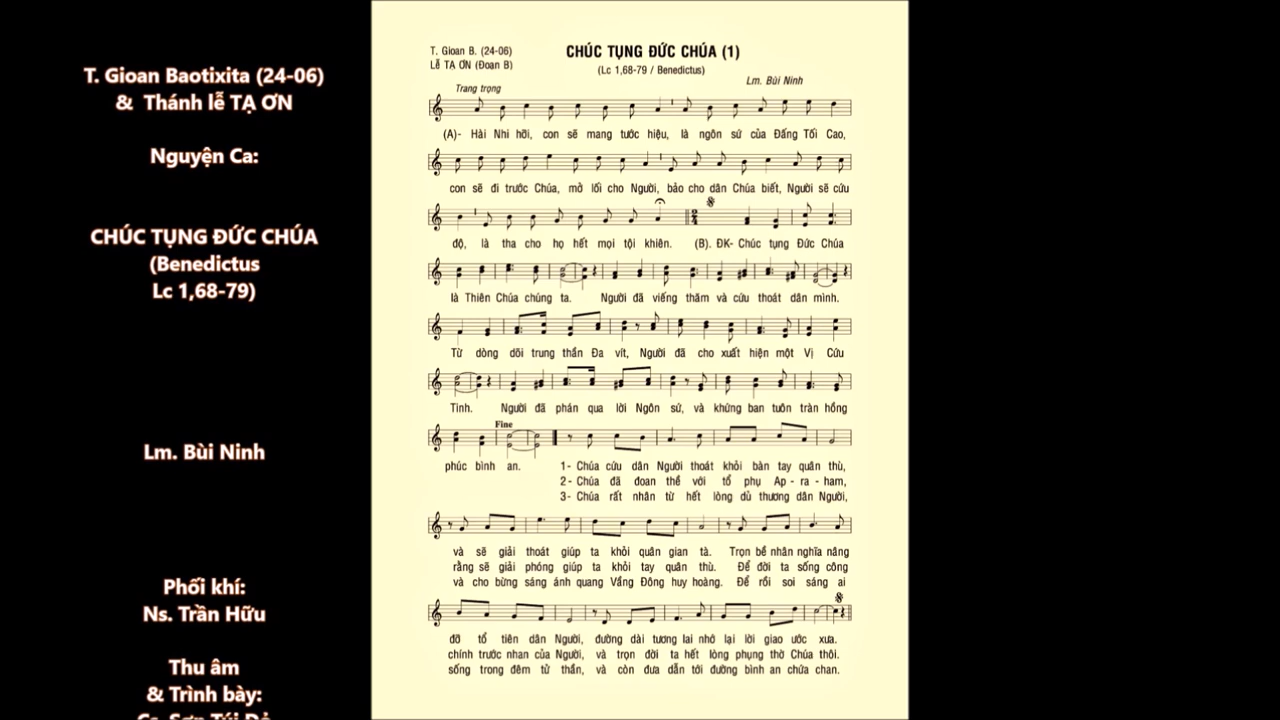 T. Gioan Baotixita (24-06)
& Thánh lễ TẠ ƠN
Nguyện Ca:
CHÚC TỤNG ĐỨC CHÚA
(Benedictus
Lc 1,68-79)
Lm. Bùi Ninh
Phối khí:
Ns. Trần Hữu
Thu âm
& Trình bày:
T. Gioan B. (24-06)
LỄ TẠ ƠN (Đoạn B)
CHÚC TỤNG ĐỨC CHÚA (1)
(Lc 1,68-79 / Benedictus)
Lm. Bùi Ninh
Trang trọng
(A)- Hài Nhi hỡi, con sẽ mang tước hiệu, là ngôn sứ của Đấng Tối Cao,
con sẽ đi trước Chúa, mở lối cho Người, bảo cho dân Chúa biết, Người sẽ cứu
độ, là tha cho họ hết mọi tội khiên. (B). ĐK- Chúc tụng Đức Chúa
là Thiên Chúa chúng ta. Người đã viếng thăm và cứu thoát dân mình.
Từ dòng dõi trung thần Đa vít, Người đã cho xuất hiện một Vị Cứu
Tinh. Người đã phán qua lời Ngôn sứ, và khứng ban tuôn tràn hồng
Fine
phúc bình an. 1- Chúa cứu dân Người thoát khỏi bàn tay quân thù,
2- Chúa đã đoan thề với tổ phụ Ap - ra - ham,
3- Chúa rất nhân từ hết lòng dủ thương dân Người,
và sẽ giải thoát giúp ta khỏi quân gian tà. Trọn bề nhân nghĩa nâng
rằng sẽ giải phóng giúp ta khỏi tay quân thù. Để đời ta sống công
và cho bừng sáng ánh quang Vầng Đông huy hoàng. Để rồi soi sáng ai
đỡ tổ tiên dân Người, đường dài tương lai nhớ lại lời giao ước xưa.
chính trước nhan của Người, và trọn đời ta hết lòng phụng thờ Chúa thôi.
sống trong đêm tử thần, và còn đưa dẫn tới đường bình an chứa chan.